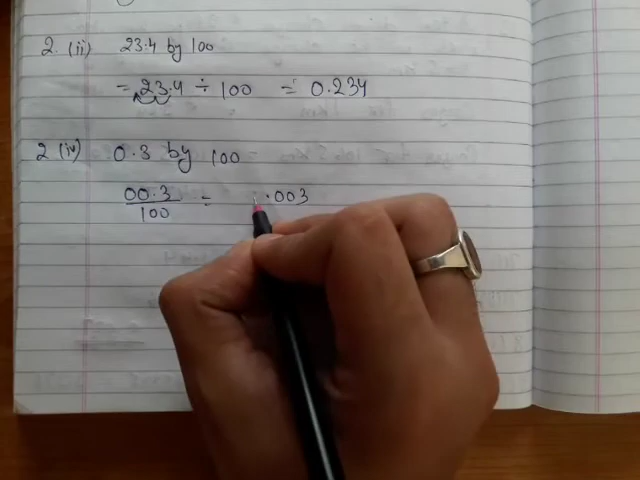 2. (ii) 23.4 by 100
= 23.4 ÷ 100 = 0.234
2 (iv) 0.3 by 100
00.3
100
= .003